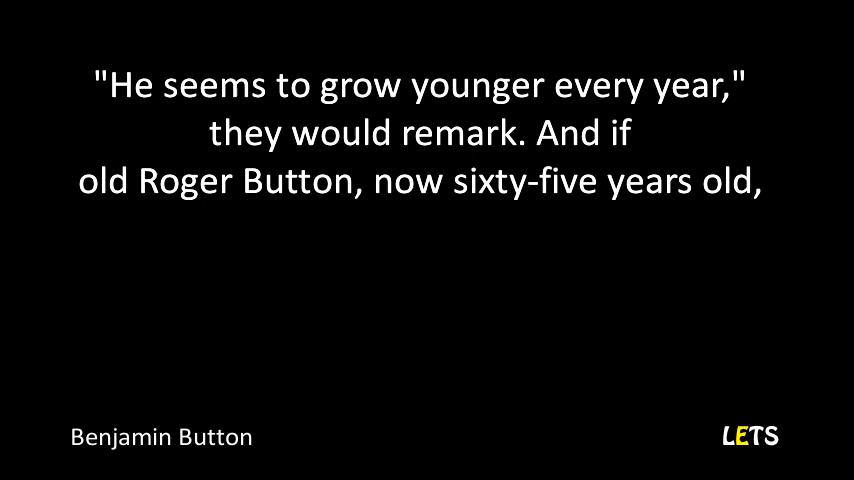 "He seems to grow younger every year,"
they would remark. And if
old Roger Button, now sixty-five years old,
Benjamin Button
LETS